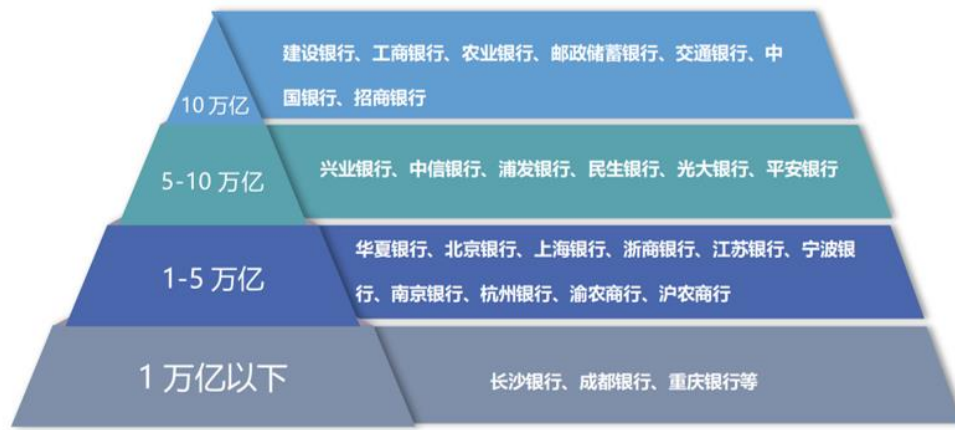 建设银行、工商银行、农业银行、邮政储蓄银行、交通银行、中
国银行、招商银行
10 万亿
兴业银行、中信银行、浦发银行、民生银行、光大银行、平安银行
5-10 万亿
华夏银行、北京银行、上海银行、浙商银行、江苏银行、宁波银
行、南京银行、杭州银行、渝农商行、沪农商行
1-5 万亿
1 万亿以下
长沙银行、成都银行、重庆银行等